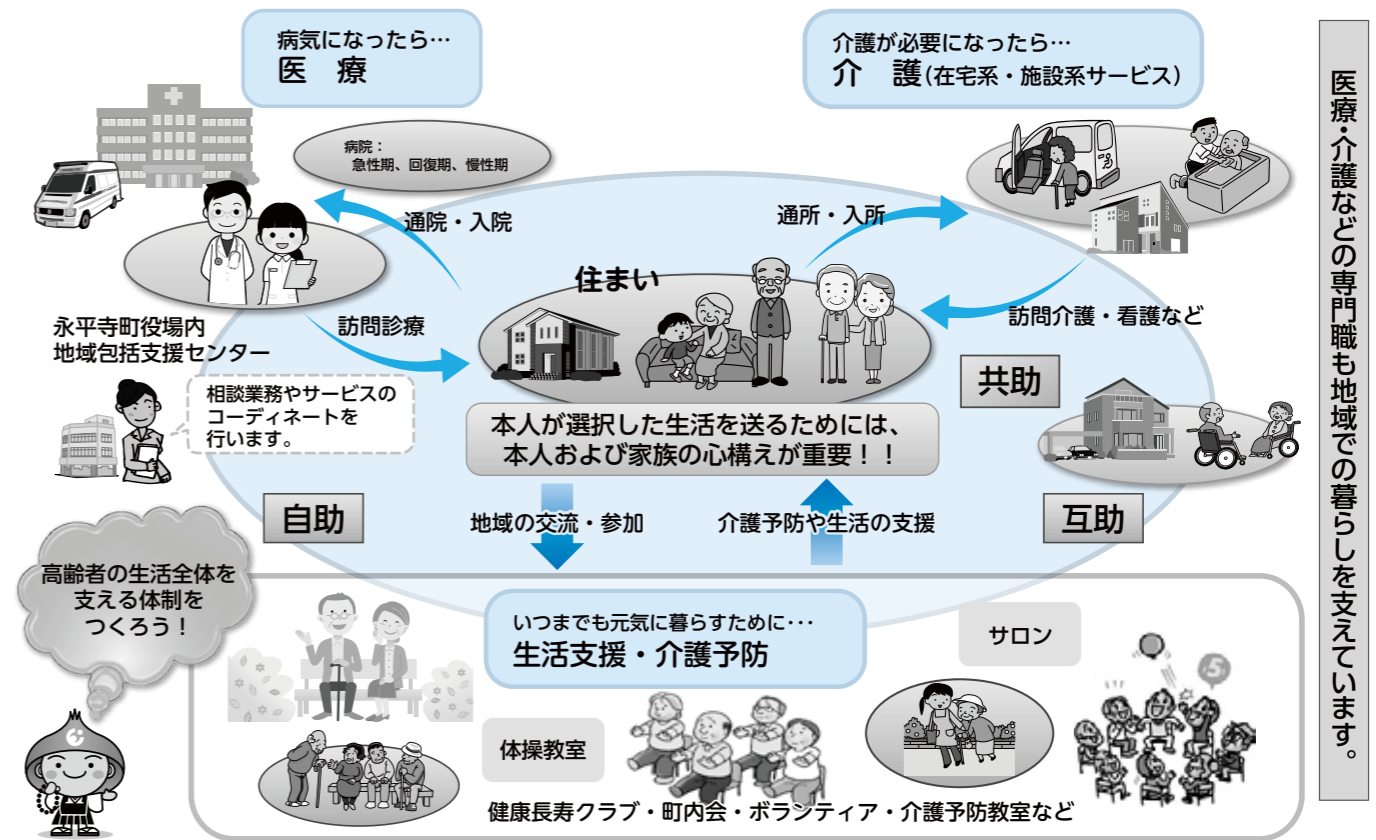 病気になったら…
医　療
介護が必要になったら…
介　護(在宅系・施設系サービス)
病院：
急性期、回復期、慢性期
通院・入院
通所・入所
住まい
訪問診療
訪問介護・看護など
永平寺町役場内
地域包括支援センター
相談業務やサービスの
コーディネートを
行います。
共助
本人が選択した生活を送るためには、
本人および家族の心構えが重要！！
自助
地域の交流・参加
介護予防や生活の支援
互助
高齢者の生活全体を
支える体制を
つくろう！
いつまでも元気に暮らすために･･･
生活支援・介護予防
サロン
5
体操教室
健康長寿クラブ・町内会・ボランティア・介護予防教室など
医療・介護などの専門職も地域での暮らしを支えています。